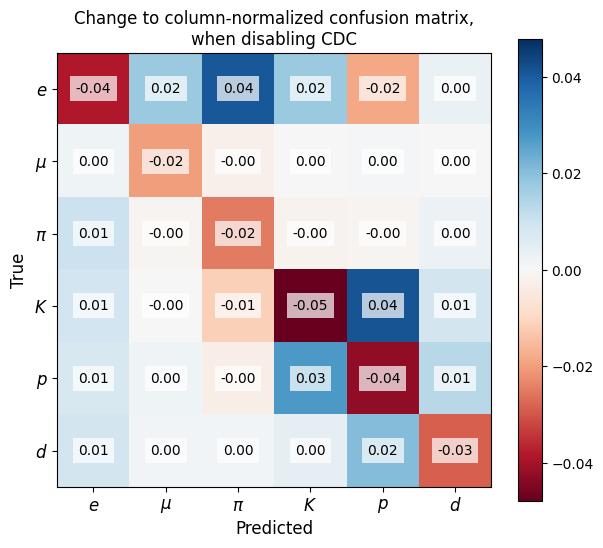 Change to column-normalized confusion matrix,
when disabling CDC
e -0.04 0.02 0.04 0.02 -0.02 0.00
μ 0.00 -0.02 -0.00 0.00 0.00 0.00
π 0.01 -0.00 -0.02 -0.00 -0.00 0.00
K 0.01 -0.00 -0.01 -0.05 0.04 0.01
p 0.01 0.00 -0.00 0.03 -0.04 0.01
d 0.01 0.00 0.00 0.00 0.02 -0.03
e μ π K p d
Predicted
True
0.04
0.02
0.00
−0.02
−0.04